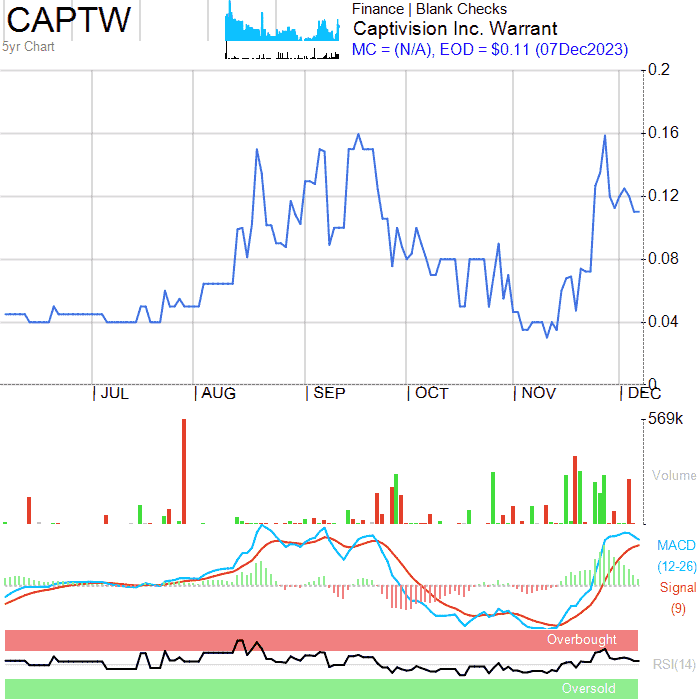 CAPTW
5yr Chart
Finance | Blank Checks
Captivision Inc. Warrant
MC = (N/A), EOD = $0.11 (07Dec2023)
0.2
0.16
0.12
0.08
0.04
0
JUL AUG SEP OCT NOV DEC
569k
Volume
MACD
(12-26)
Signal
(9)
Overbought
RSI(14)
Oversold